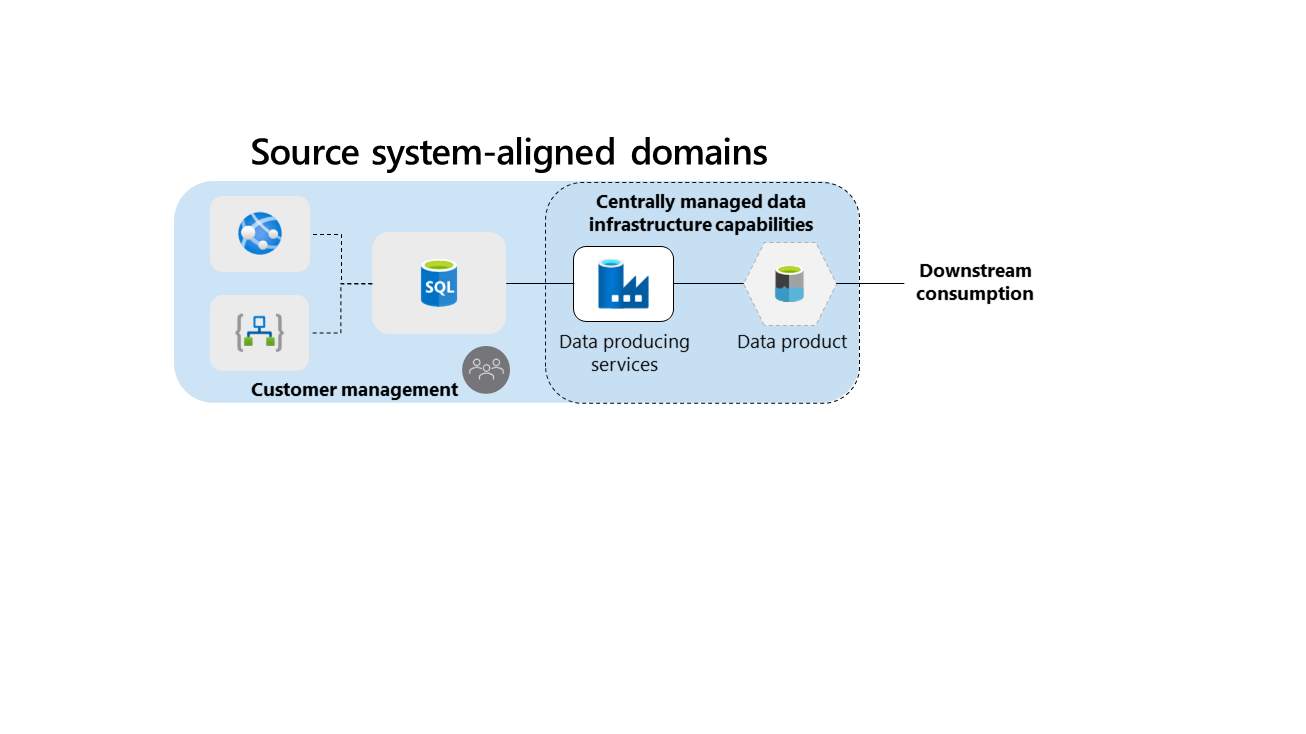 Source system-aligned domains
Centrally managed data
infrastructure capabilities
SQL
Data producing
services
Data product
Customer management
Downstream
consumption